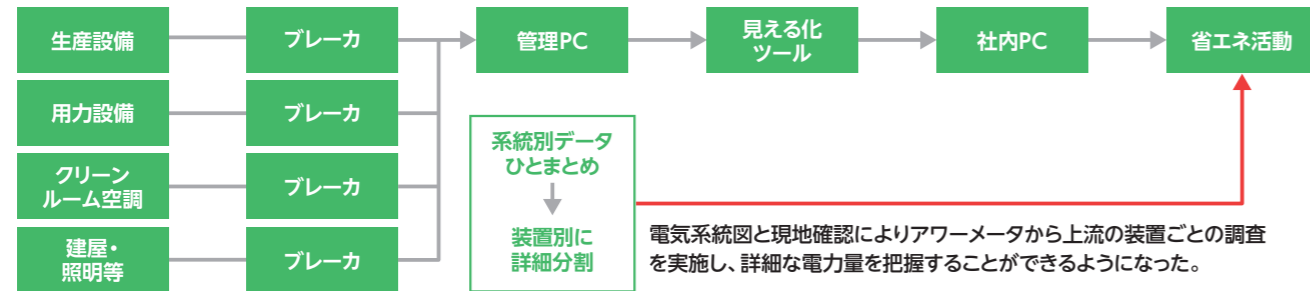 生産設備
ブレーカ
管理PC
見える化
ツール
社内PC
省エネ活動
用力設備
ブレーカ
クリーン
ルーム空調
ブレーカ
建屋・
照明等
ブレーカ
系統別データ
ひとまとめ
装置別に
詳細分割
電気系統図と現地確認によりアワーメータから上流の装置ごとの調査
を実施し、詳細な電力量を把握することができるようになった。